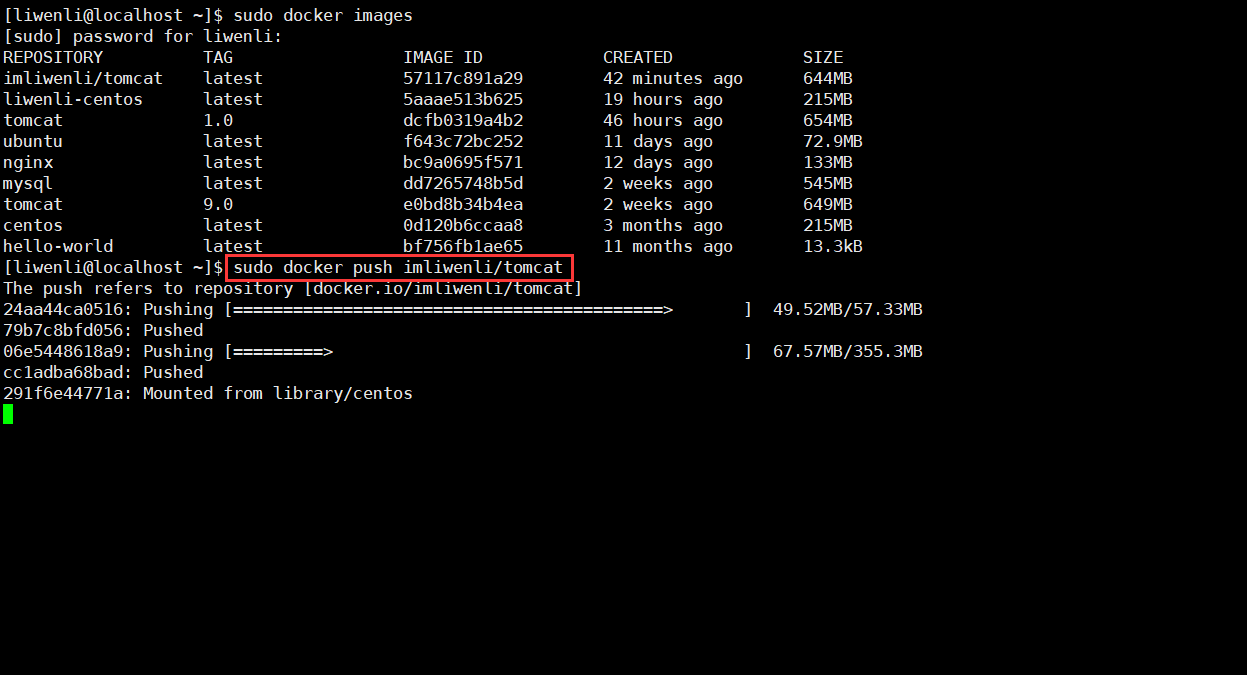 [liwenli@localhost ~]$ sudo docker images
[sudo] password for liwenli:
REPOSITORY          TAG                 IMAGE ID            CREATED             SIZE
imliwenli/tomcat    latest              57117c891a29        42 minutes ago      644MB
liwenli-centos      latest              5aaae513b625        19 hours ago        215MB
tomcat              1.0                 dcfb0319a4b2        46 hours ago        654MB
ubuntu              latest              f643c72bc252        11 days ago         72.9MB
nginx               latest              bc9a0695f571        12 days ago         133MB
mysql               latest              dd7265748b5d        2 weeks ago         545MB
tomcat              9.0                 e0bd8b34b4ea        2 weeks ago         649MB
centos              latest              0d120b6ccaa8        3 months ago        215MB
hello-world         latest              bf756fb1ae65        11 months ago       13.3kB
[liwenli@localhost ~]$ sudo docker push imliwenli/tomcat
The push refers to repository [docker.io/imliwenli/tomcat]
24aa44ca0516: Pushing [===========================================>       ]  49.52MB/57.33MB
79b7c8bfd056: Pushed
06e5448618a9: Pushing [=========>                                         ]  67.57MB/355.3MB
cc1adba68bad: Pushed
291f6e44771a: Mounted from library/centos